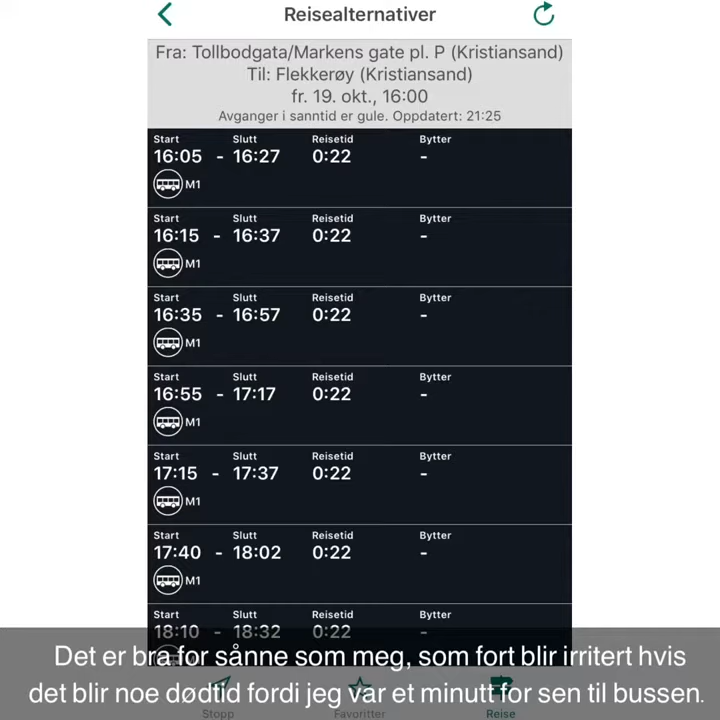 Reisealternativer
Fra: Tollbodgata/Markens gate pl. P (Kristiansand)
Til: Flekkerøy (Kristiansand)
fr. 19. okt., 16:00
Avganger i sanntid er gule. Oppdatert: 21:25
Start Slutt Reisetid Bytter
16:05 - 16:27 0:22 -
M1
Start Slutt Reisetid Bytter
16:15 - 16:37 0:22 -
M1
Start Slutt Reisetid Bytter
16:35 - 16:57 0:22 -
M1
Start Slutt Reisetid Bytter
16:55 - 17:17 0:22 -
M1
Start Slutt Reisetid Bytter
17:15 - 17:37 0:22 -
M1
Start Slutt Reisetid Bytter
17:40 - 18:02 0:22 -
M1
Start Slutt Reisetid Bytter
18:10 - 18:32 0:22 -
Det er bra for sånne som meg, som fort blir irritert hvis
det blir noe dødtid fordi jeg var et minutt for sen til bussen.
Stopp Favoritter Reise